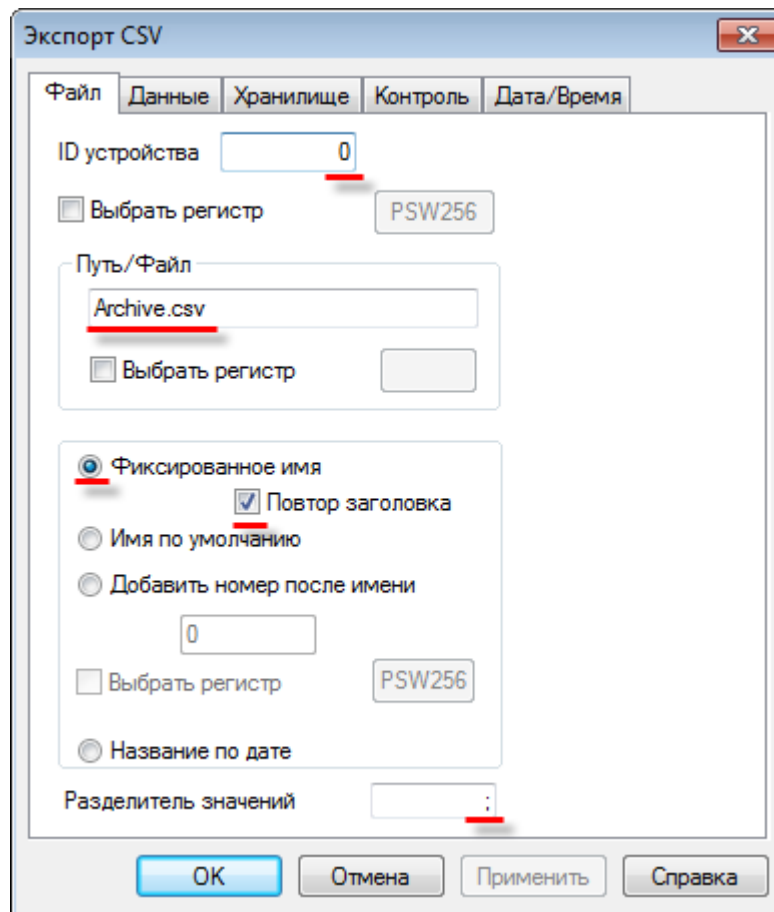 Экспорт CSV
Файл Данные Хранилище Контроль Дата/Время
ID устройства 0
Выбрать регистр PSW256
Путь/Файл
Archive.csv
Выбрать регистр
Фиксированное имя
Повтор заголовка
Имя по умолчанию
Добавить номер после имени
0
Выбрать регистр PSW256
Название по дате
Разделитель значений ;
OK Отмена Применить Справка